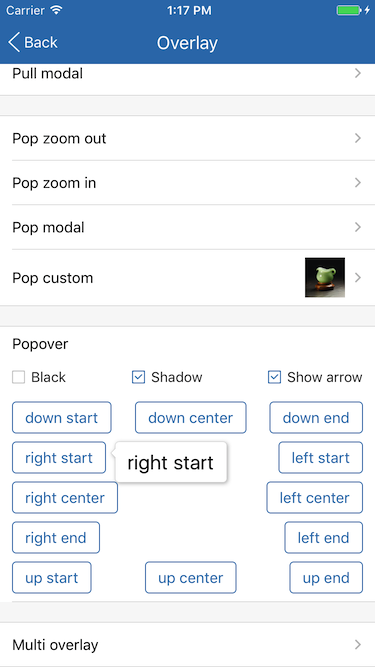 Carrier 1:17 PM
Back Overlay
Pull modal
Pop zoom out
Pop zoom in
Pop modal
Pop custom
Popover
Black Shadow Show arrow
down start down center down end
right start right start left start
right center left center
right end left end
up start up center up end
Multi overlay